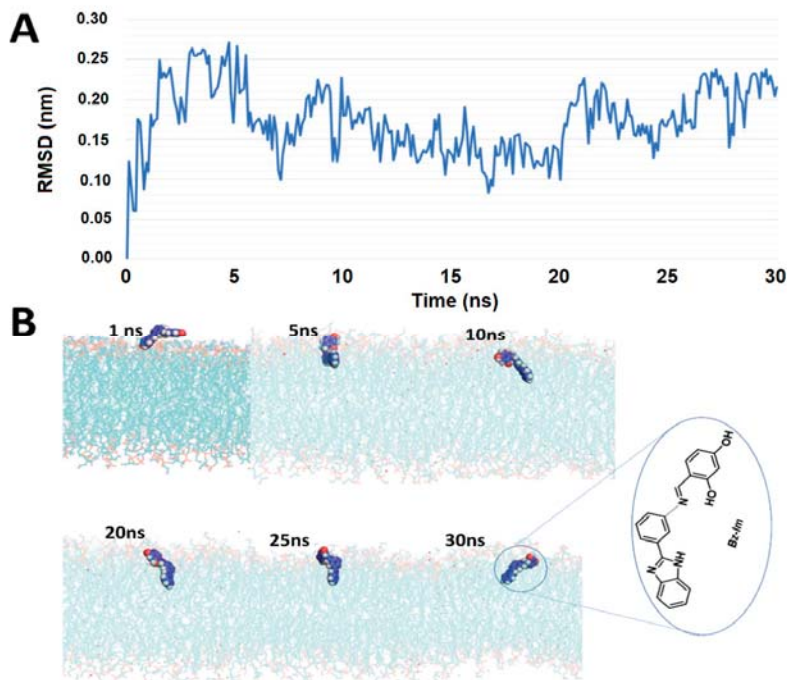 A
RMSD (nm)
0.30
0.25
0.20
0.15
0.10
0.05
0.00
0 5 10 15 20 25 30
Time (ns)
B
1 ns 5ns 10ns
20ns 25ns 30ns
OH
HO
N
N
NH
Bz-Im